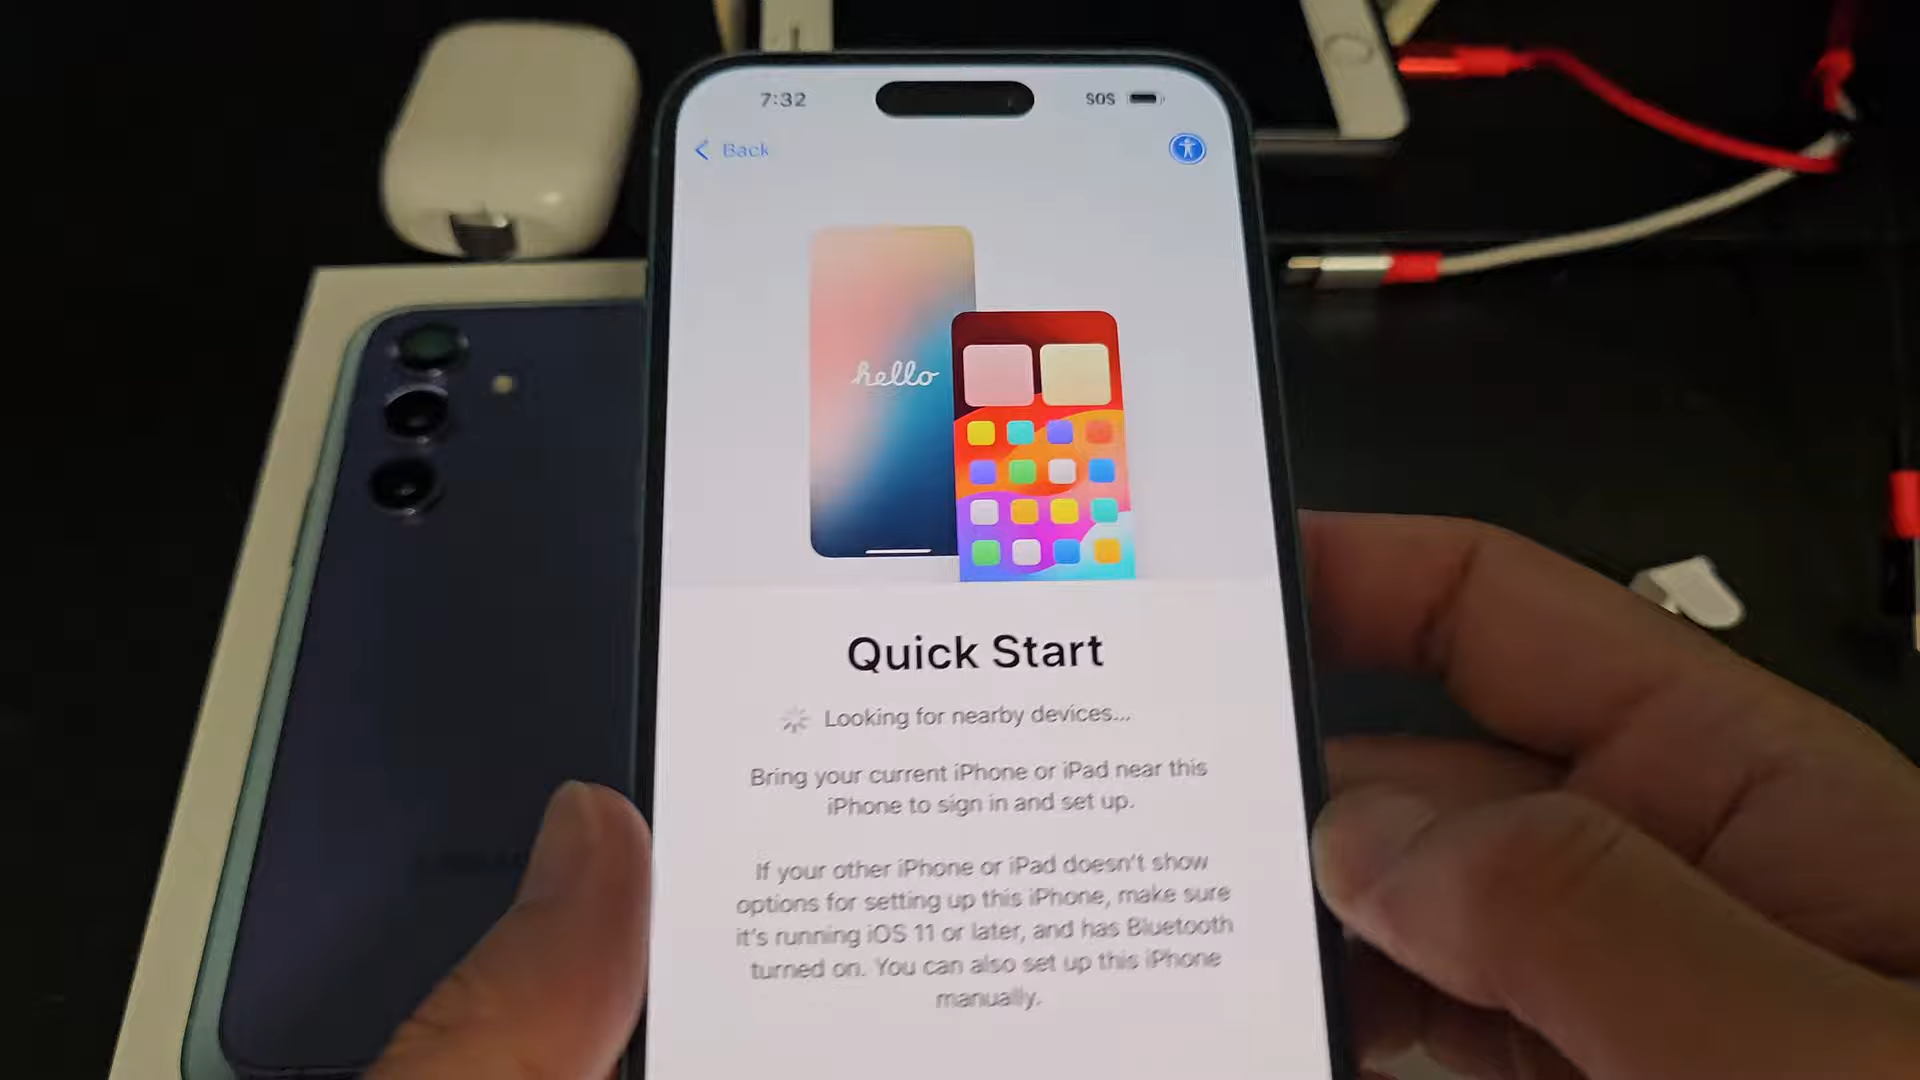 7:32
SOS
Back
hello
Quick Start
Looking for nearby devices...
Bring your current iPhone or iPad near this
iPhone to sign in and set up.
If your other iPhone or iPad doesn't show
options for setting up this iPhone, make sure
it's running iOS 11 or later, and has Bluetooth
turned on. You can also set up this iPhone
manually.